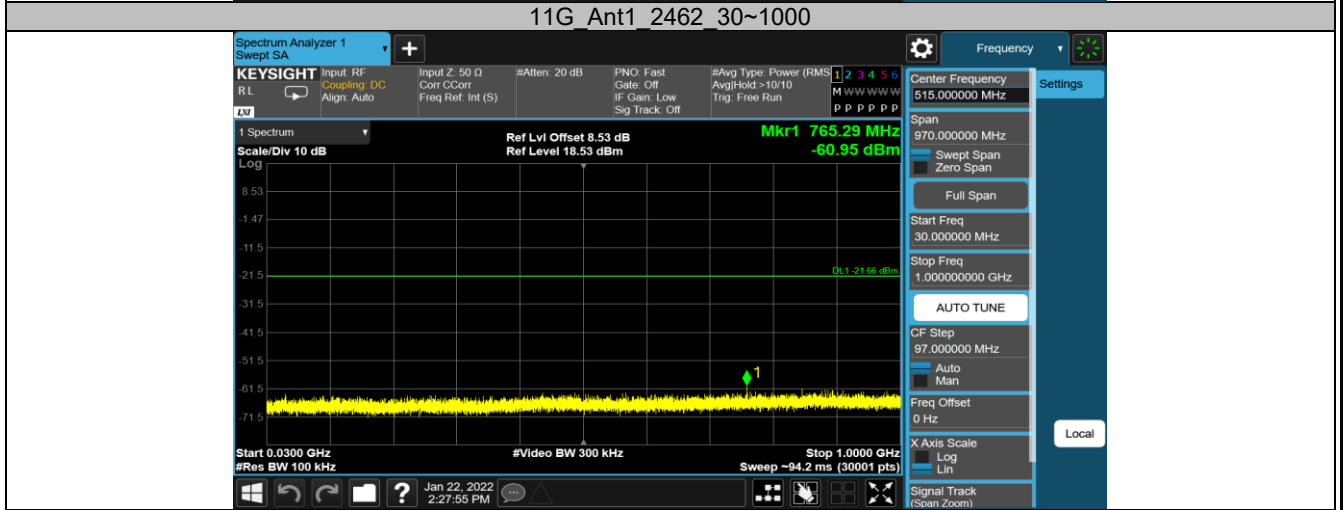 11G_Ant1_2462_30~1000
Spectrum Analyzer 1
Swept SA
+
Frequency
KEYSIGHT
RL
LXI
Input: RF
Coupling: DC
Align: Auto
Input Z: 50 Ω
Corr CCorr
Freq Ref: Int (S)
#Atten: 20 dB
PNO: Fast
Gate: Off
IF Gain: Low
Sig Track: Off
#Avg Type: Power (RMS
Avg|Hold:>10/10
Trig: Free Run
1 2 3 4 5 6
M W W W W W
P P P P P P
1 Spectrum
Scale/Div 10 dB
Log
Ref Lvl Offset 8.53 dB
Ref Level 18.53 dBm
Mkr1 765.29 MHz
-60.95 dBm
8.53
-1.47
-11.5
-21.5
-31.5
-41.5
-51.5
-61.5
-71.5
DL1 -21.66 dBm
1
Start 0.0300 GHz
#Res BW 100 kHz
#Video BW 300 kHz
Stop 1.0000 GHz
Sweep ~94.2 ms (30001 pts)
?
Jan 22, 2022
2:27:55 PM
Center Frequency
515.000000 MHz
Span
970.000000 MHz
Swept Span
Zero Span
Full Span
Start Freq
30.000000 MHz
Stop Freq
1.000000000 GHz
AUTO TUNE
CF Step
97.000000 MHz
Auto
Man
Freq Offset
0 Hz
X Axis Scale
Log
Lin
Signal Track
(Span Zoom)
Settings
Local